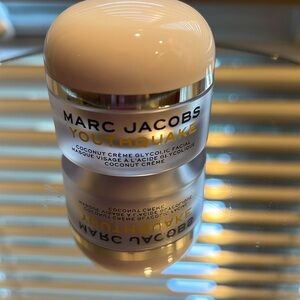 MARC JACOBS
YOUTHQUAKE
COCONUT CRÈME GLYCOLIC FACIAL
MASQUE VISAGE À L'ACIDE GLYCOLIQUE
COCONUT CRÈME